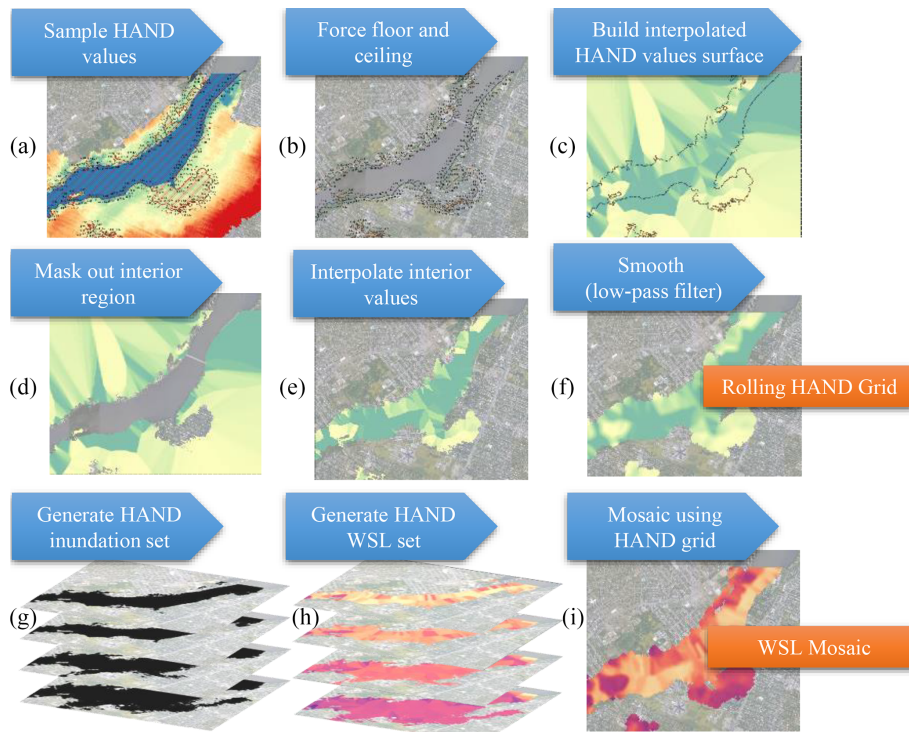 Sample HAND
values
Force floor and
ceiling
Build interpolated
HAND values surface
(a)
(b)
(c)
Mask out interior
region
Interpolate interior
values
Smooth
(low-pass filter)
(d)
(e)
(f)
Rolling HAND Grid
Generate HAND
inundation set
Generate HAND
WSL set
Mosaic using
HAND grid
(g)
(h)
(i)
WSL Mosaic